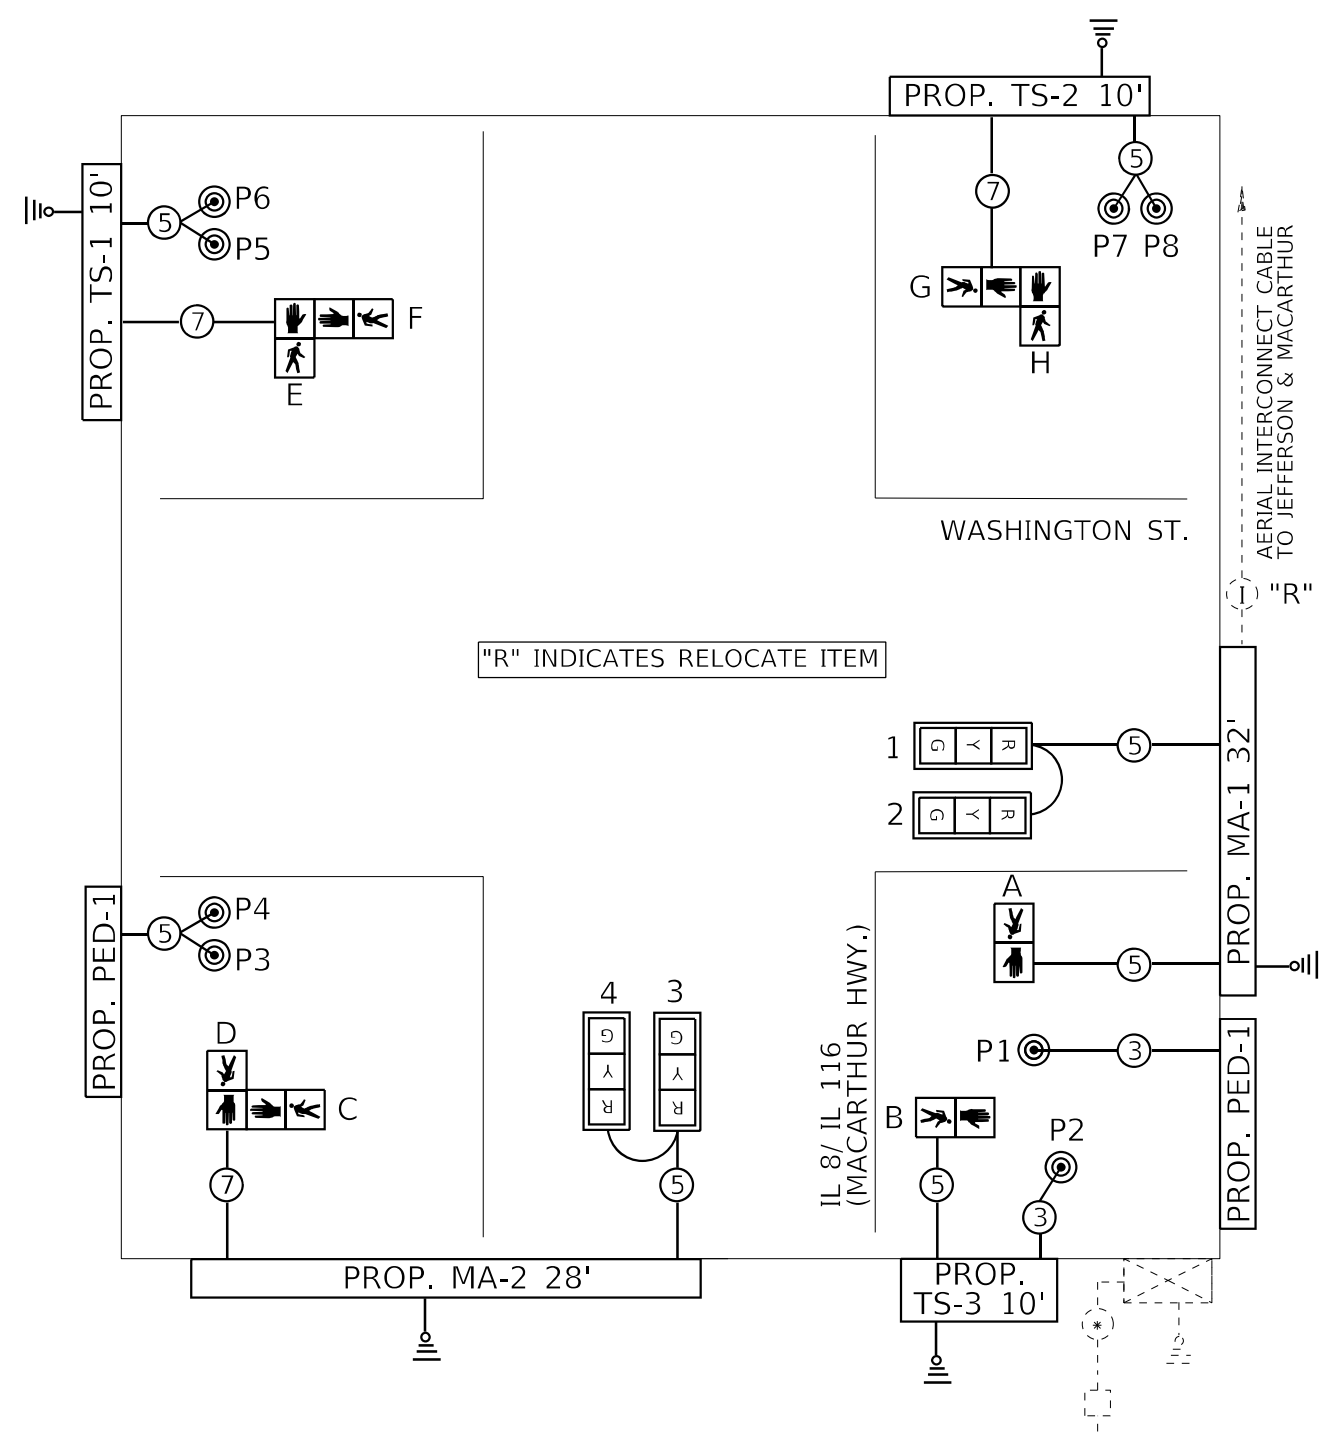 PROP. TS-2 10'
PROP. TS-1 10'
5
P6
P5
7
F
E
5
P7 P8
7
G
H
AERIAL INTERCONNECT CABLE
TO JEFFERSON & MACARTHUR
WASHINGTON ST.
I "R"
"R" INDICATES RELOCATE ITEM
PROP. MA-1 32'
1
G Y R
5
2
G Y R
A
5
PROP. PED-1
5
P4
P3
D
C
7
4
G
Y
R
3
G
Y
R
5
IL 8/ IL 116
(MACARTHUR HWY.)
P1
3
PROP. PED-1
B
5
P2
3
PROP. MA-2 28'
PROP.
TS-3 10'
*